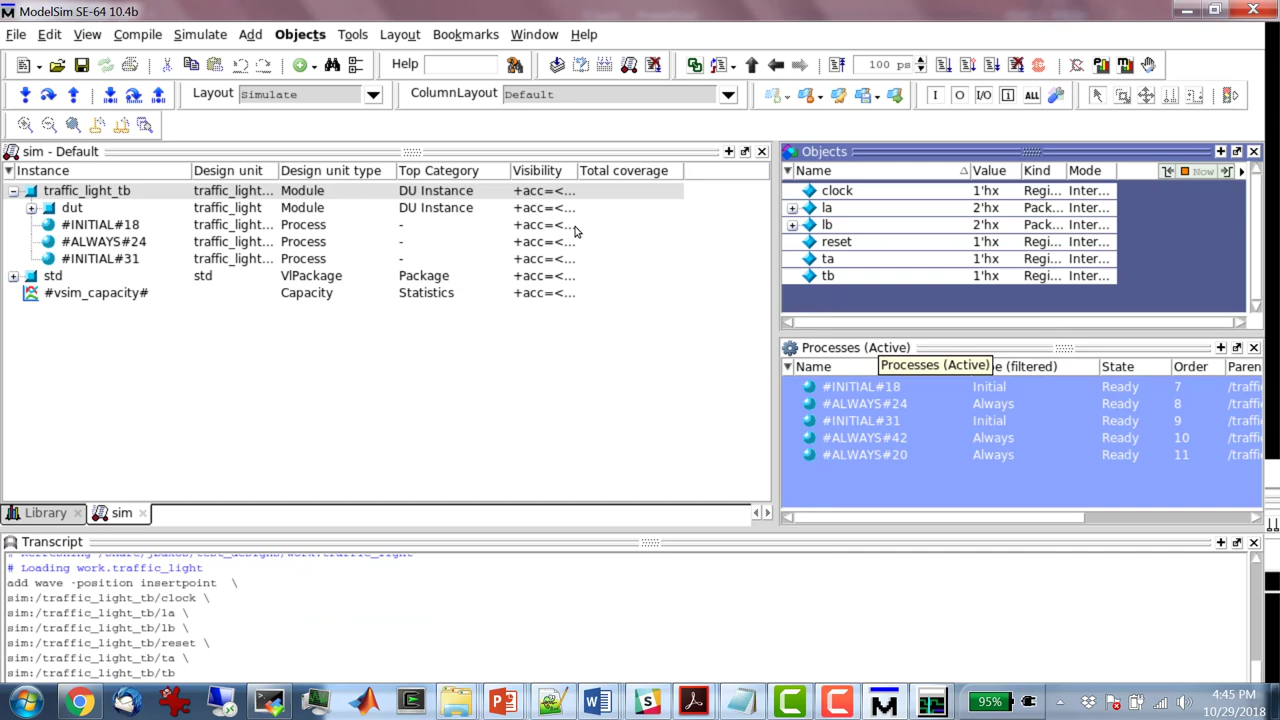 ModelSim SE-64 10.4b
File Edit View Compile Simulate Add Objects Tools Layout Bookmarks Window Help
Help 100 ps
Layout Simulate ColumnLayout Default I O I/O ALL
sim - Default
Instance Design unit Design unit type Top Category Visibility Total coverage
traffic_light_tb traffic_light... Module DU Instance +acc=<...
dut traffic_light Module DU Instance +acc=<...
#INITIAL#18 traffic_light... Process - +acc=<...
#ALWAYS#24 traffic_light... Process - +acc=<...
#INITIAL#31 traffic_light... Process - +acc=<...
std std VlPackage Package +acc=<...
#vsim_capacity# Capacity Statistics +acc=<...
Library sim
Objects
Name Value Kind Mode Now
clock 1'hx Regi... Inter...
la 2'hx Pack... Inter...
lb 2'hx Pack... Inter...
reset 1'hx Regi... Inter...
ta 1'hx Regi... Inter...
tb 1'hx Regi... Inter...
Processes (Active)
Processes (Active)
Name e (filtered) State Order Paren
#INITIAL#18 Initial Ready 7 /traffi
#ALWAYS#24 Always Ready 8 /traffi
#INITIAL#31 Initial Ready 9 /traffi
#ALWAYS#42 Always Ready 10 /traffi
#ALWAYS#20 Always Ready 11 /traffi
Transcript
# Loading work.traffic_light
add wave -position insertpoint \
sim:/traffic_light_tb/clock \
sim:/traffic_light_tb/la \
sim:/traffic_light_tb/lb \
sim:/traffic_light_tb/reset \
sim:/traffic_light_tb/ta \
sim:/traffic_light_tb/tb
95% 4:45 PM
10/29/2018